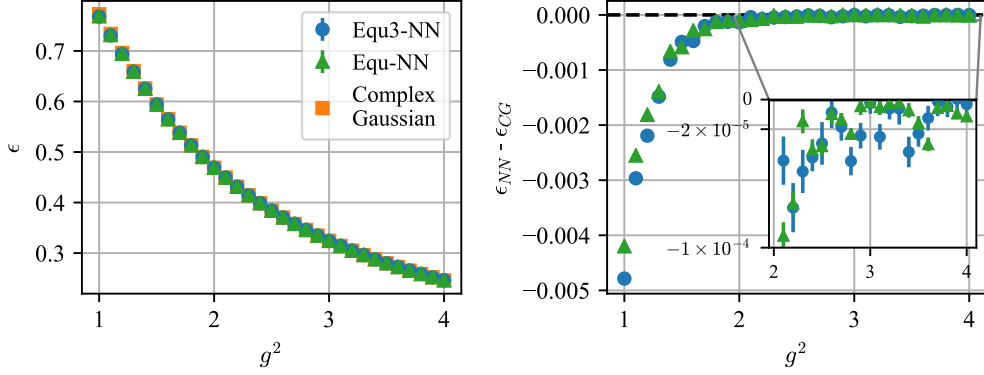 0.7
0.6
0.5
0.4
0.3
ϵ
1
2
3
4
g²
Equ3-NN
Equ-NN
Complex
Gaussian
0.000
−0.001
−0.002
−0.003
−0.004
−0.005
ϵ_NN - ϵ_CG
1
2
3
4
g²
0
−2 × 10⁻⁵
−1 × 10⁻⁴
2
3
4